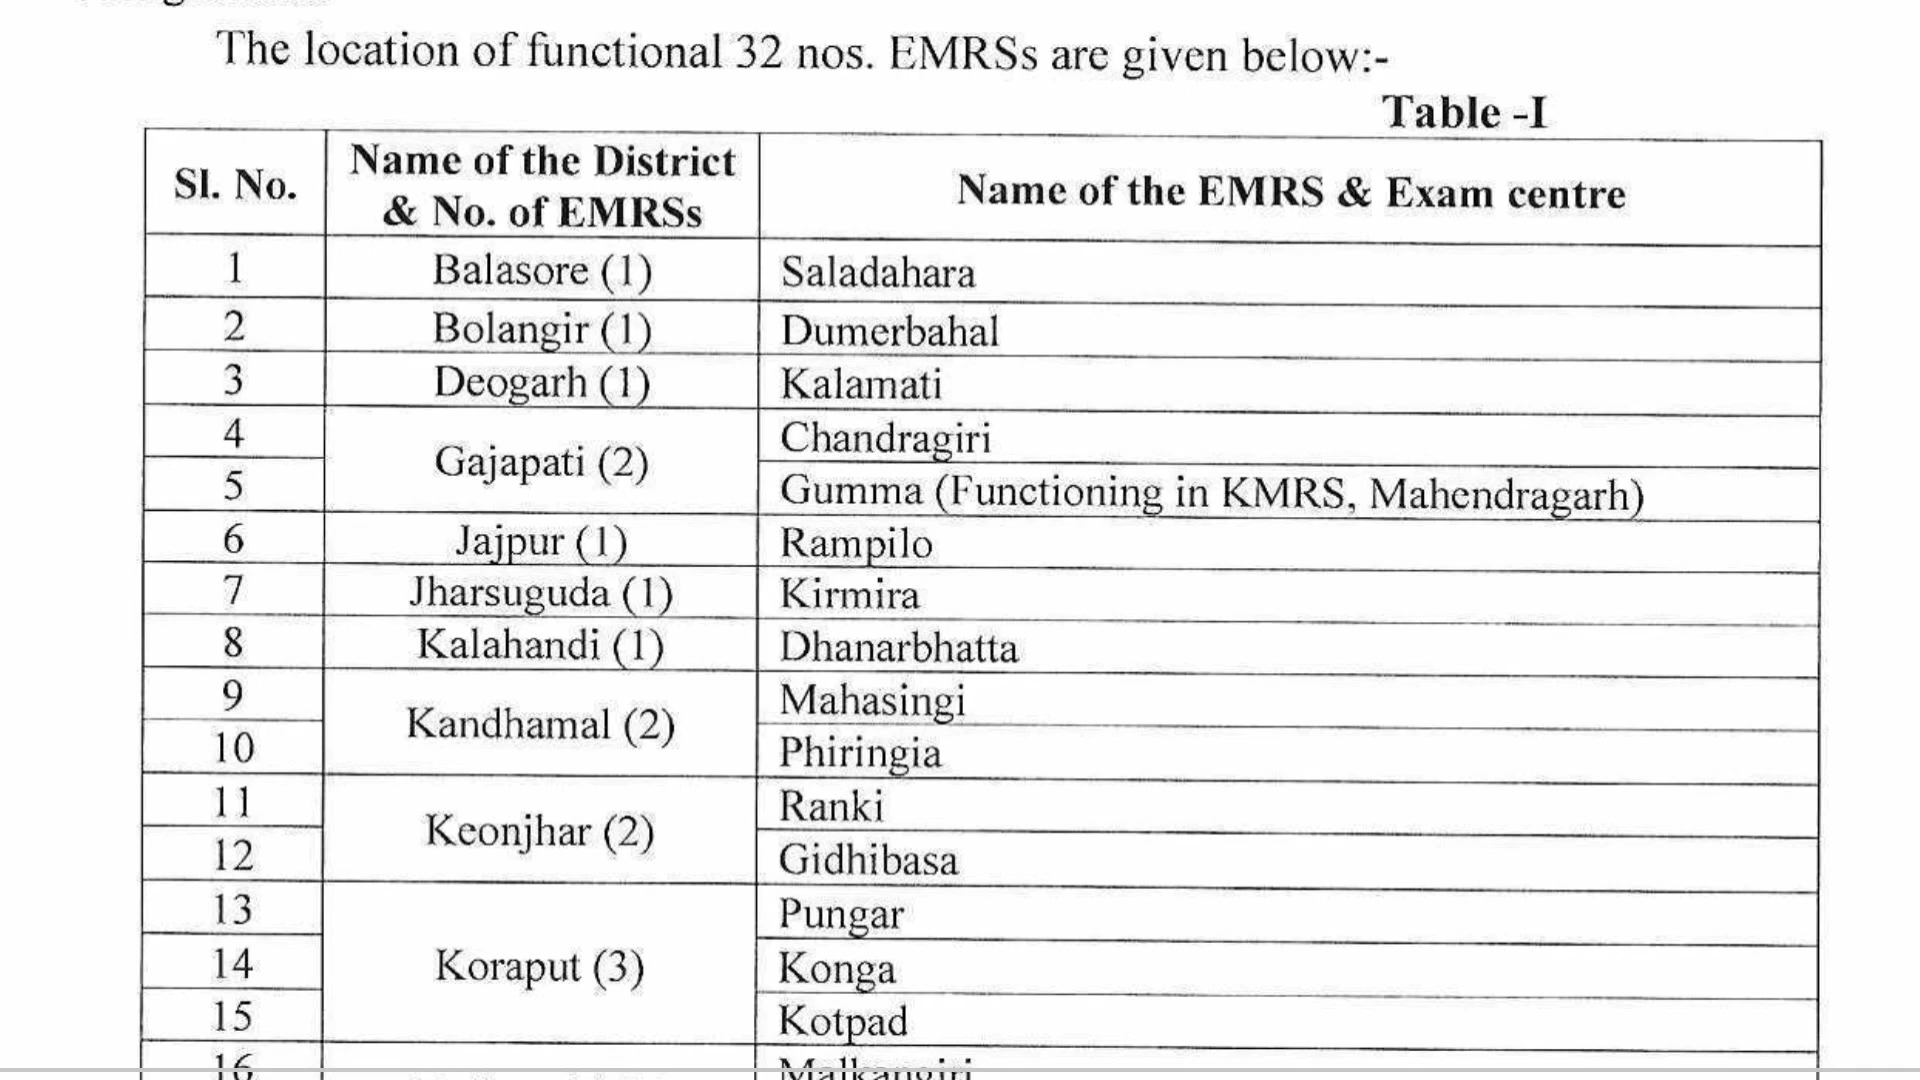 The location of functional 32 nos. EMRSs are given below:-
Table -I
Sl. No. Name of the District & No. of EMRSs Name of the EMRS & Exam centre
1 Balasore (1) Saladahara
2 Bolangir (1) Dumerbahal
3 Deogarh (1) Kalamati
4 Gajapati (2) Chandragiri
5 Gumma (Functioning in KMRS, Mahendragarh)
6 Jajpur (1) Rampilo
7 Jharsuguda (1) Kirmira
8 Kalahandi (1) Dhanarbhatta
9 Kandhamal (2) Mahasingi
10 Phiringia
11 Keonjhar (2) Ranki
12 Gidhibasa
13 Koraput (3) Pungar
14 Konga
15 Kotpad
16 Malkangiri